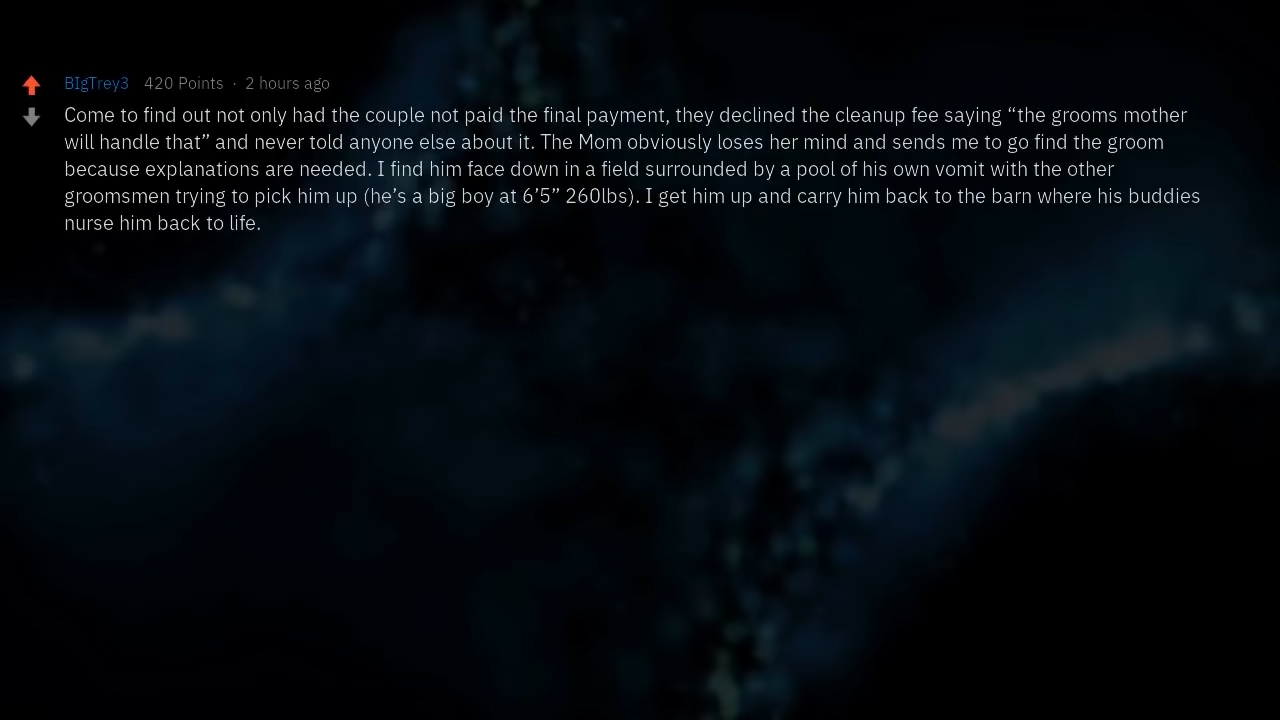 BIgTrey3 420 Points · 2 hours ago
Come to find out not only had the couple not paid the final payment, they declined the cleanup fee saying “the grooms mother
will handle that” and never told anyone else about it. The Mom obviously loses her mind and sends me to go find the groom
because explanations are needed. I find him face down in a field surrounded by a pool of his own vomit with the other
groomsmen trying to pick him up (he’s a big boy at 6’5” 260lbs). I get him up and carry him back to the barn where his buddies
nurse him back to life.